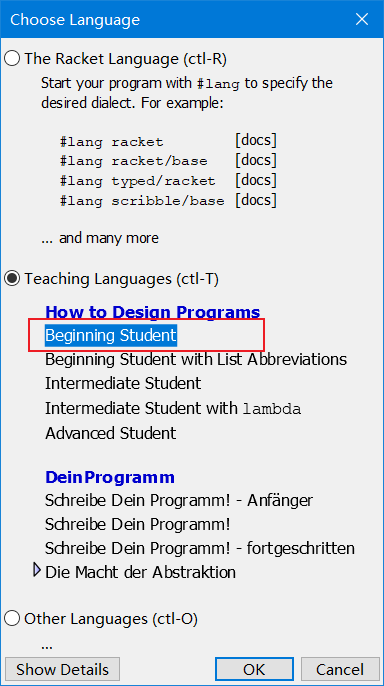 Choose Language
The Racket Language (ctl-R)
Start your program with #lang to specify the
desired dialect. For example:
#lang racket [docs]
#lang racket/base [docs]
#lang typed/racket [docs]
#lang scribble/base [docs]
... and many more
Teaching Languages (ctl-T)
How to Design Programs
Beginning Student
Beginning Student with List Abbreviations
Intermediate Student
Intermediate Student with lambda
Advanced Student
DeinProgramm
Schreibe Dein Programm! - Anfänger
Schreibe Dein Programm!
Schreibe Dein Programm! - fortgeschritten
Die Macht der Abstraktion
Other Languages (ctl-O)
...
Show Details OK Cancel